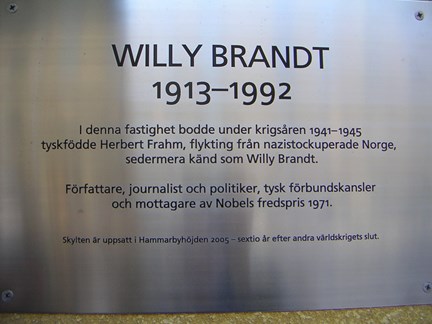 WILLY BRANDT
1913–1992
I denna fastighet bodde under krigsåren 1941–1945
tyskfödde Herbert Frahm, flykting från nazistockuperade Norge,
sedermera känd som Willy Brandt.
Författare, journalist och politiker, tysk förbundskansler
och mottagare av Nobels fredspris 1971.
Skylten är uppsatt i Hammarbyhöjden 2005 – sextio år efter andra världskrigets slut.